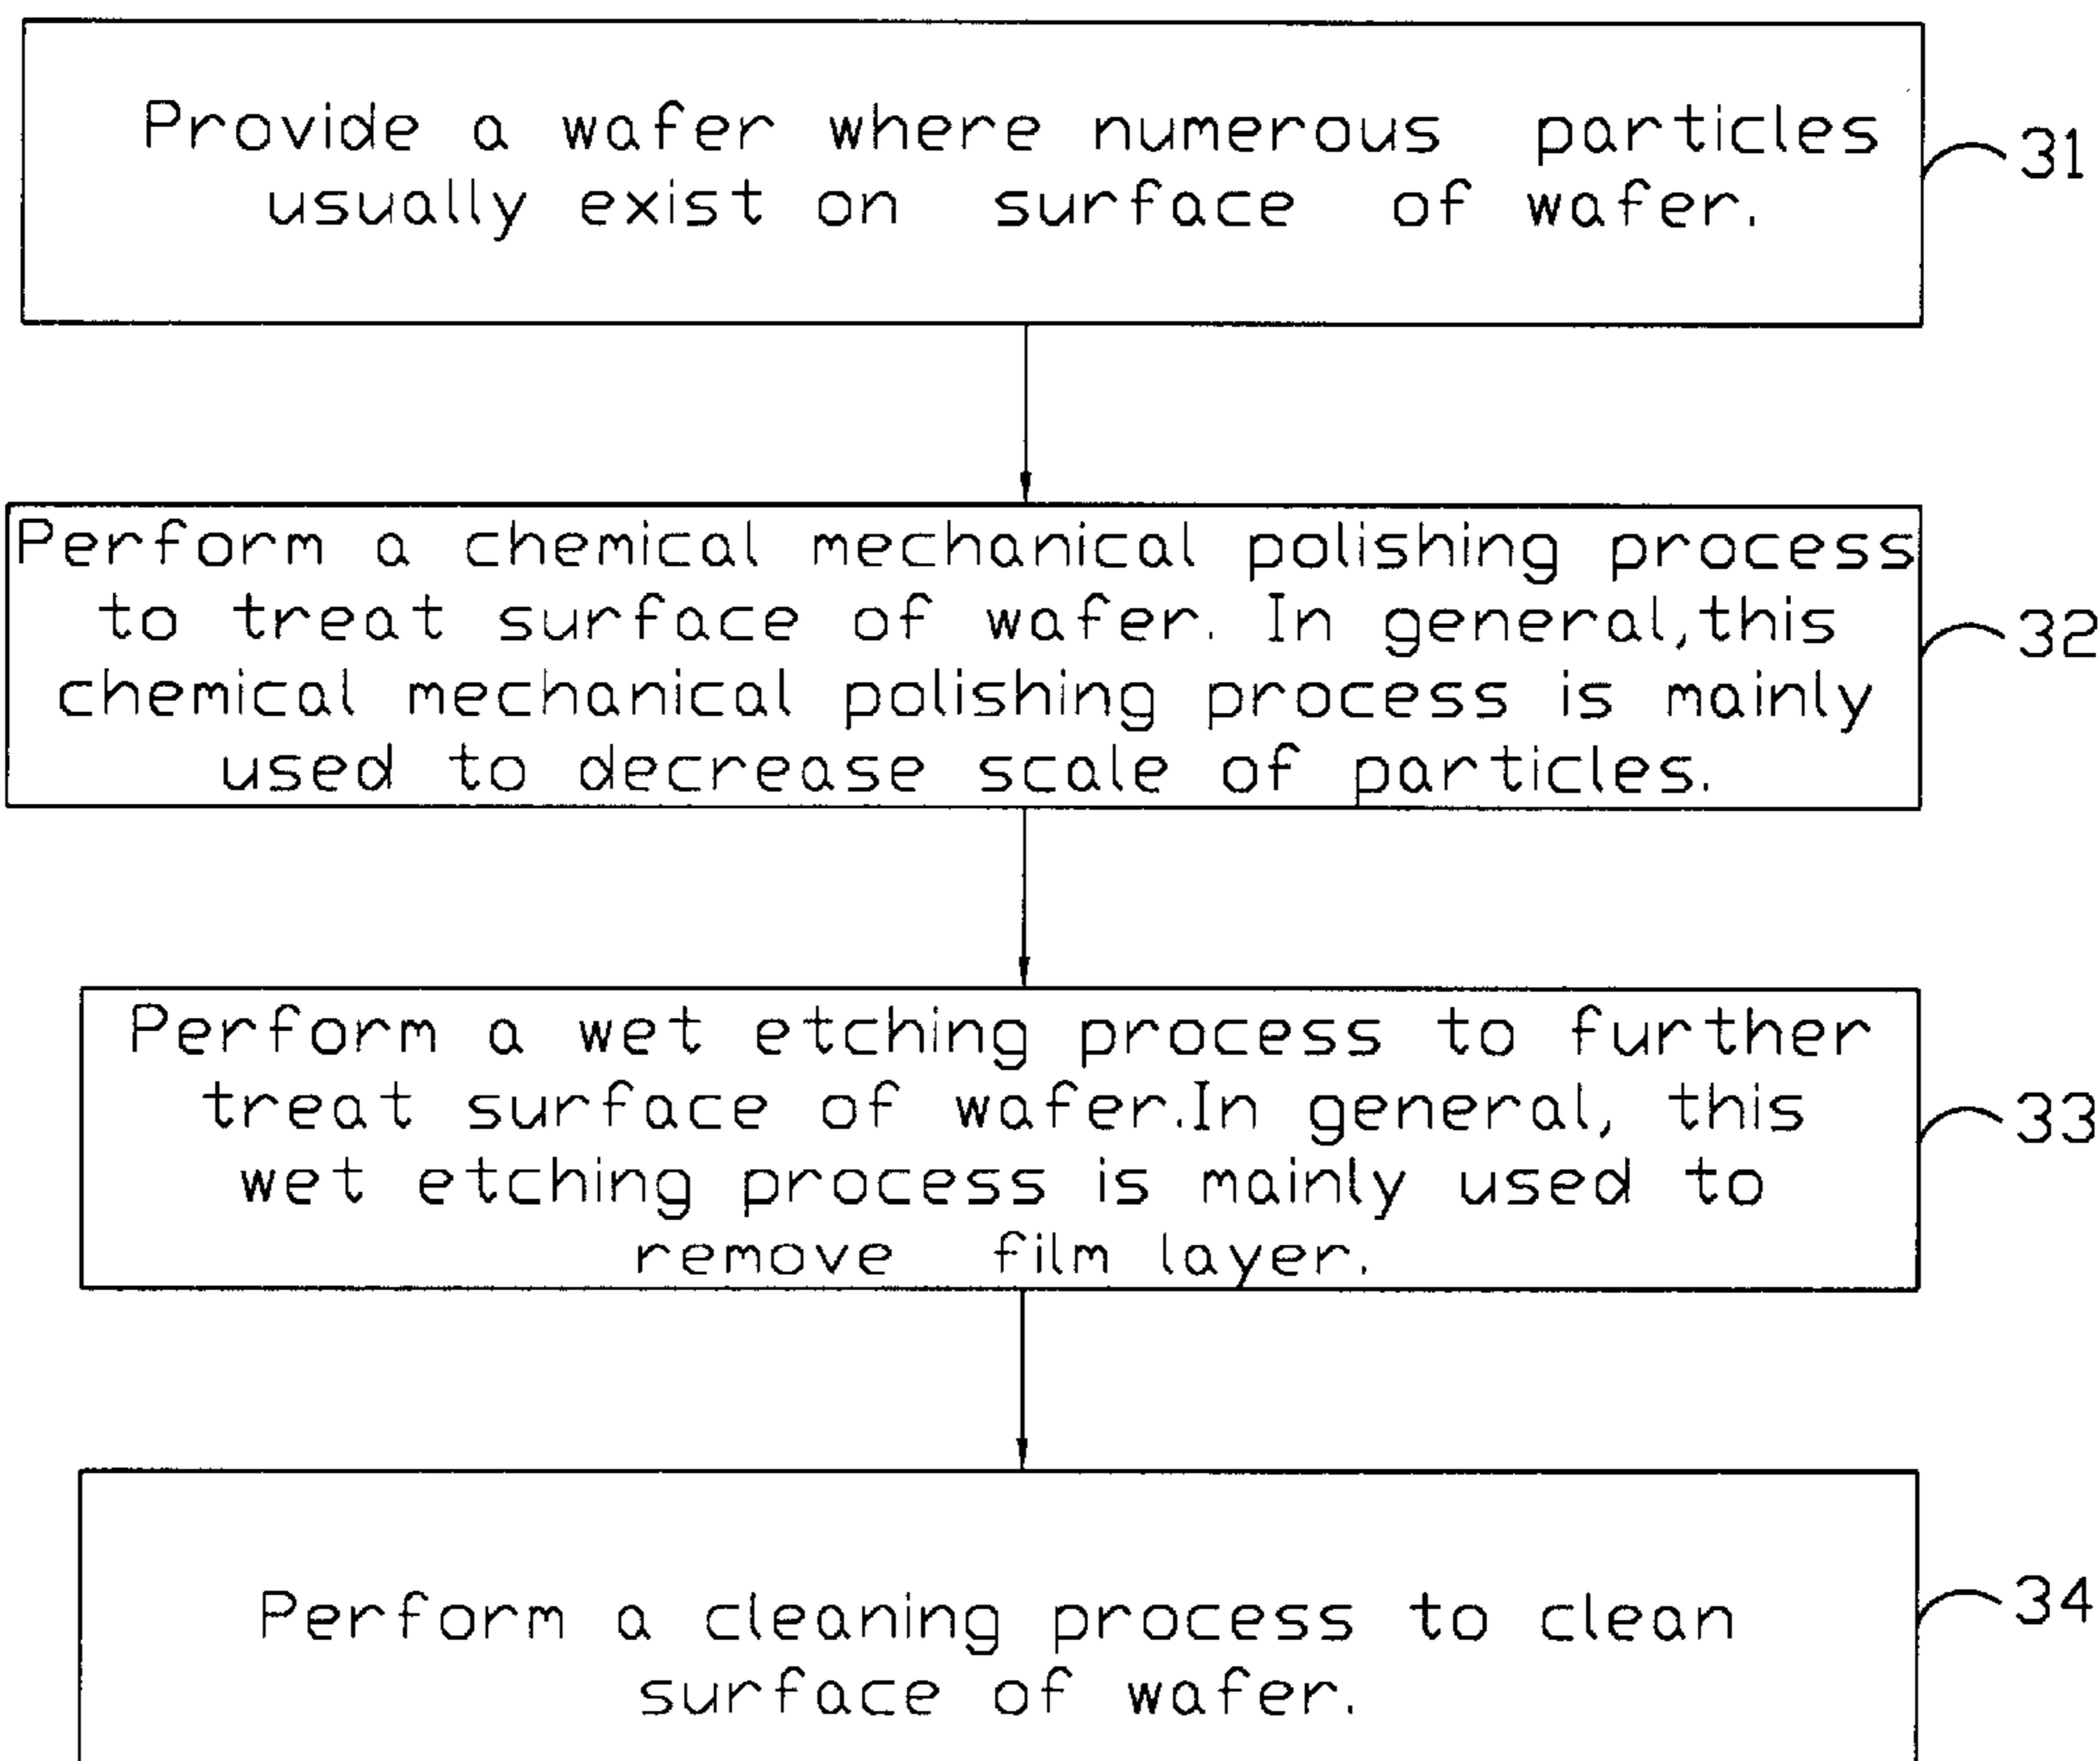 Provide a wafer where numerous particles
usually exist on surface of wafer.
31
Perform a chemical mechanical polishing process
to treat surface of wafer. In general,this
chemical mechanical polishing process is mainly
used to decrease scale of particles.
32
Perform a wet etching process to further
treat surface of wafer.In general, this
wet etching process is mainly used to
remove film layer.
33
Perform a cleaning process to clean
surface of wafer.
34